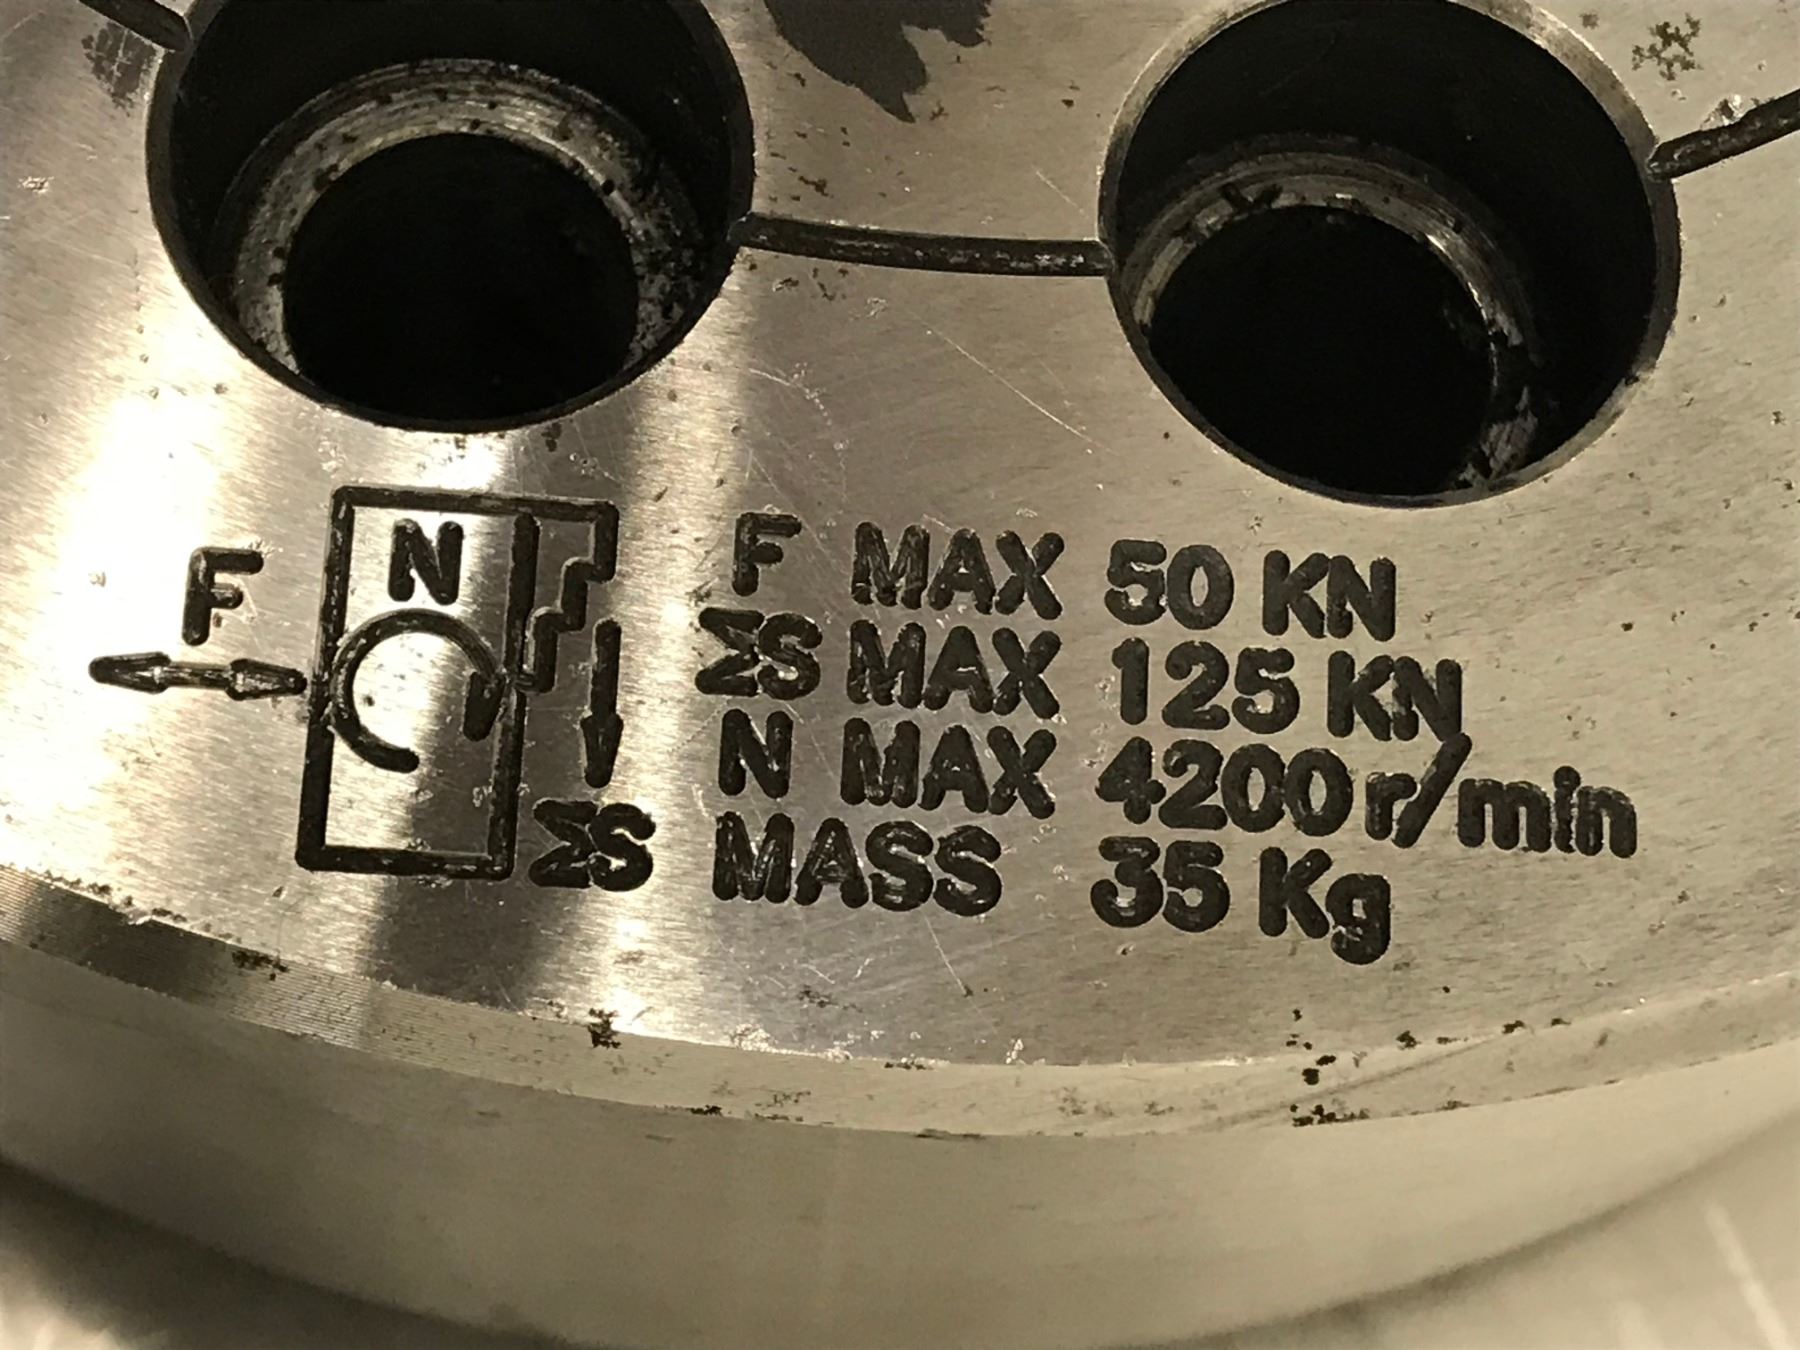 F
N
ΣS
F MAX 50 KN
ΣS MAX 125 KN
N MAX 4200 r/min
MASS 35 Kg